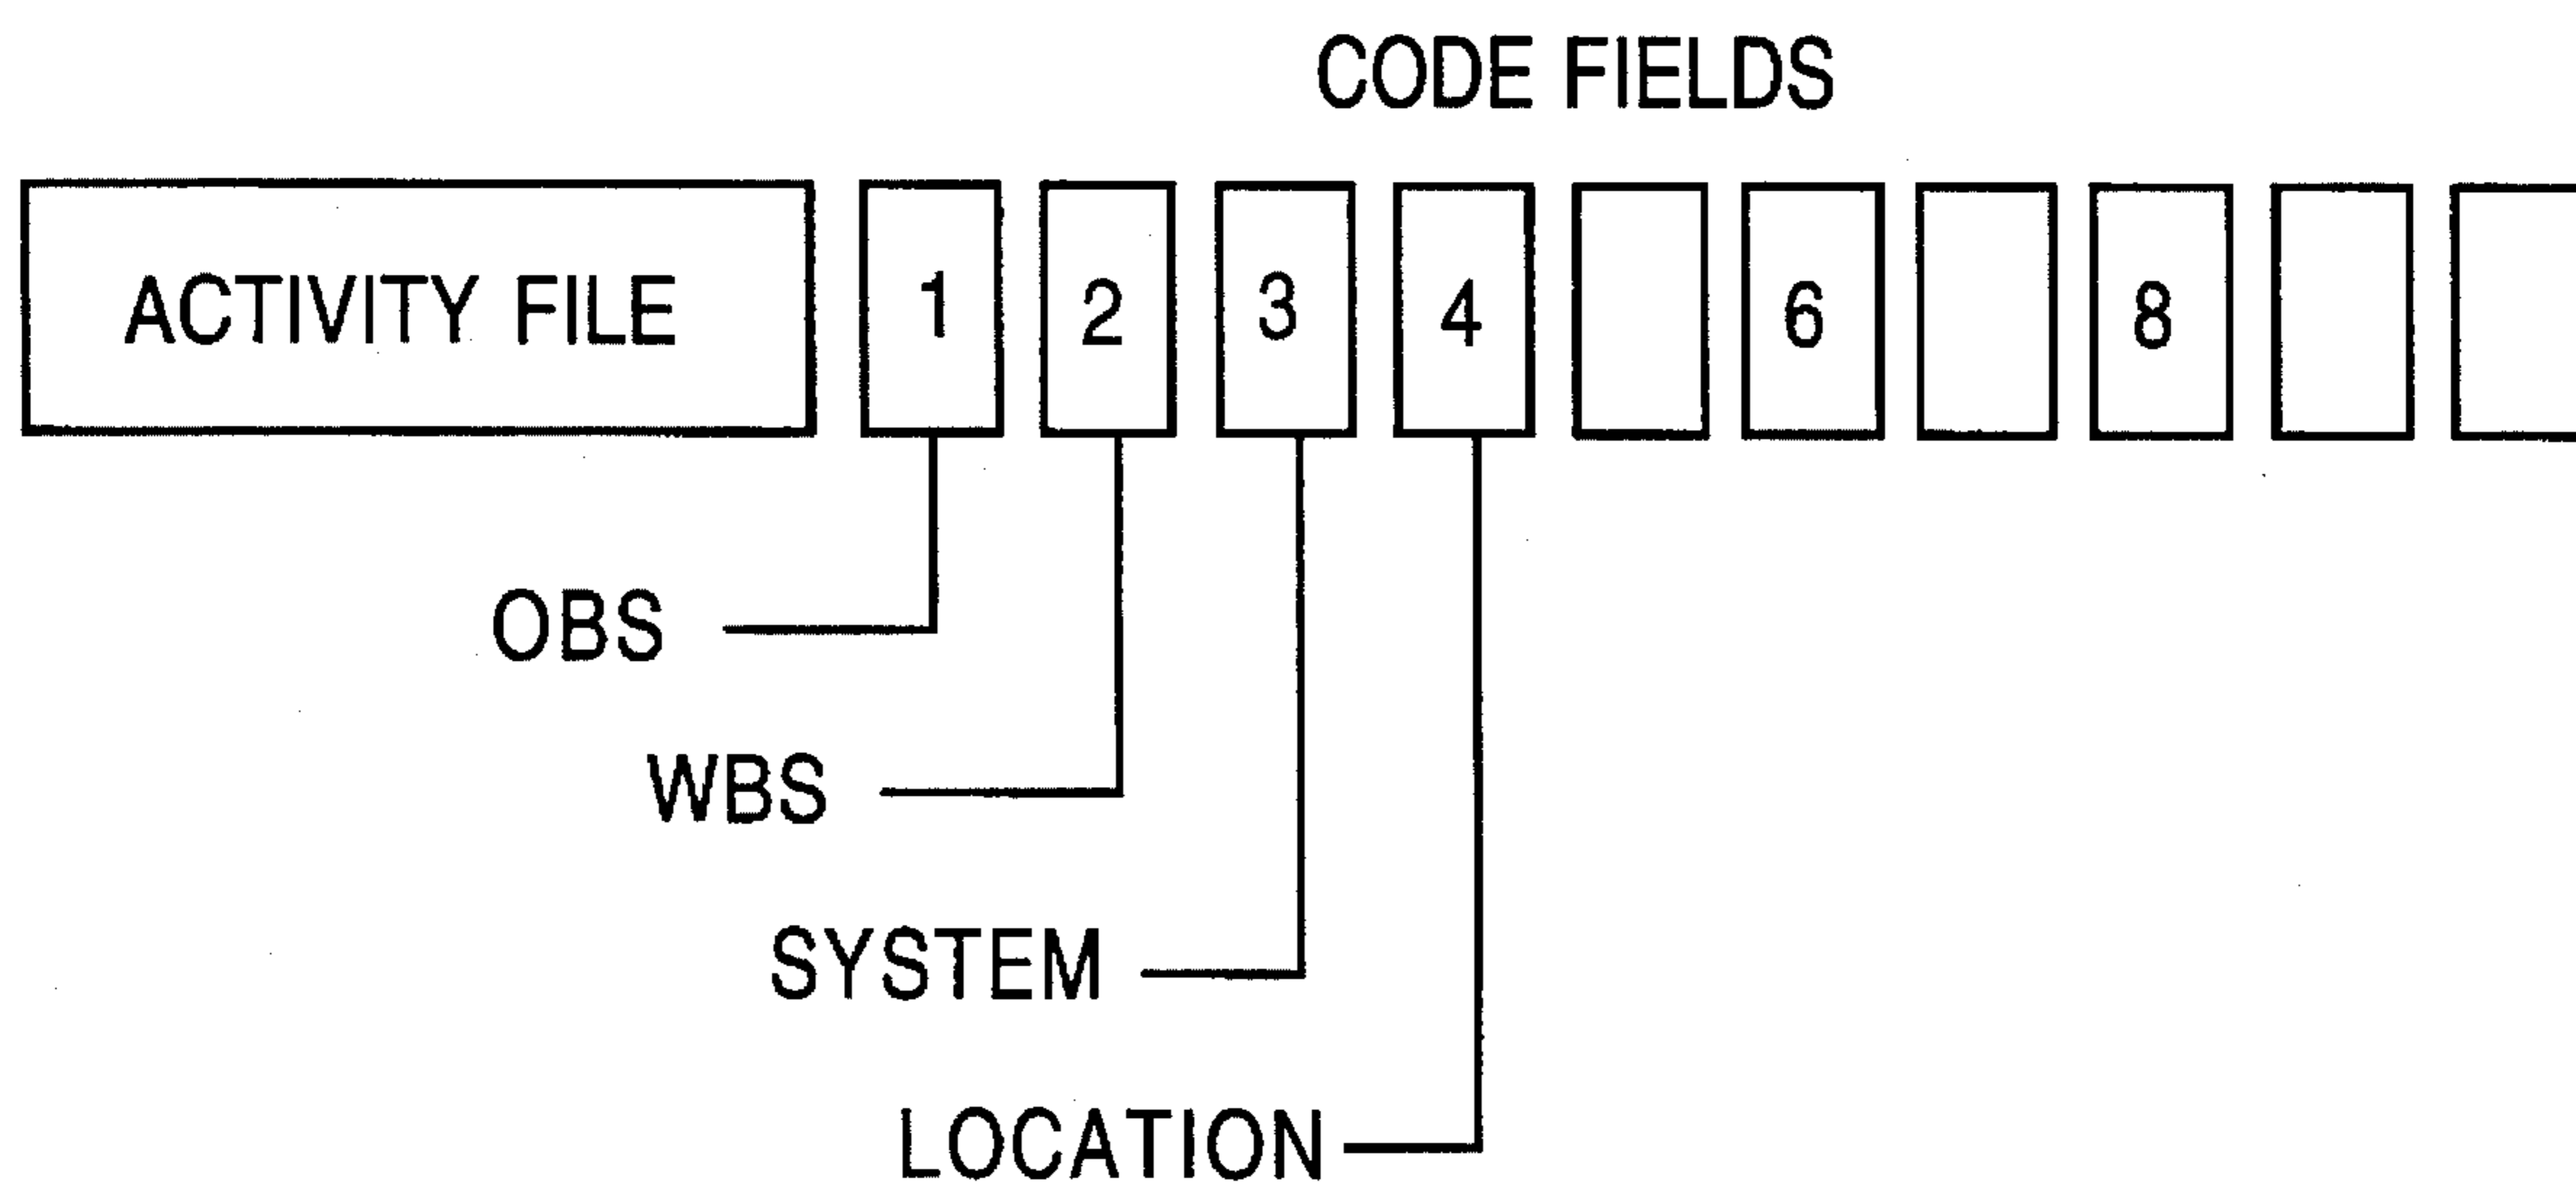 CODE FIELDS
ACTIVITY FILE 1 2 3 4 6 8
OBS
WBS
SYSTEM
LOCATION